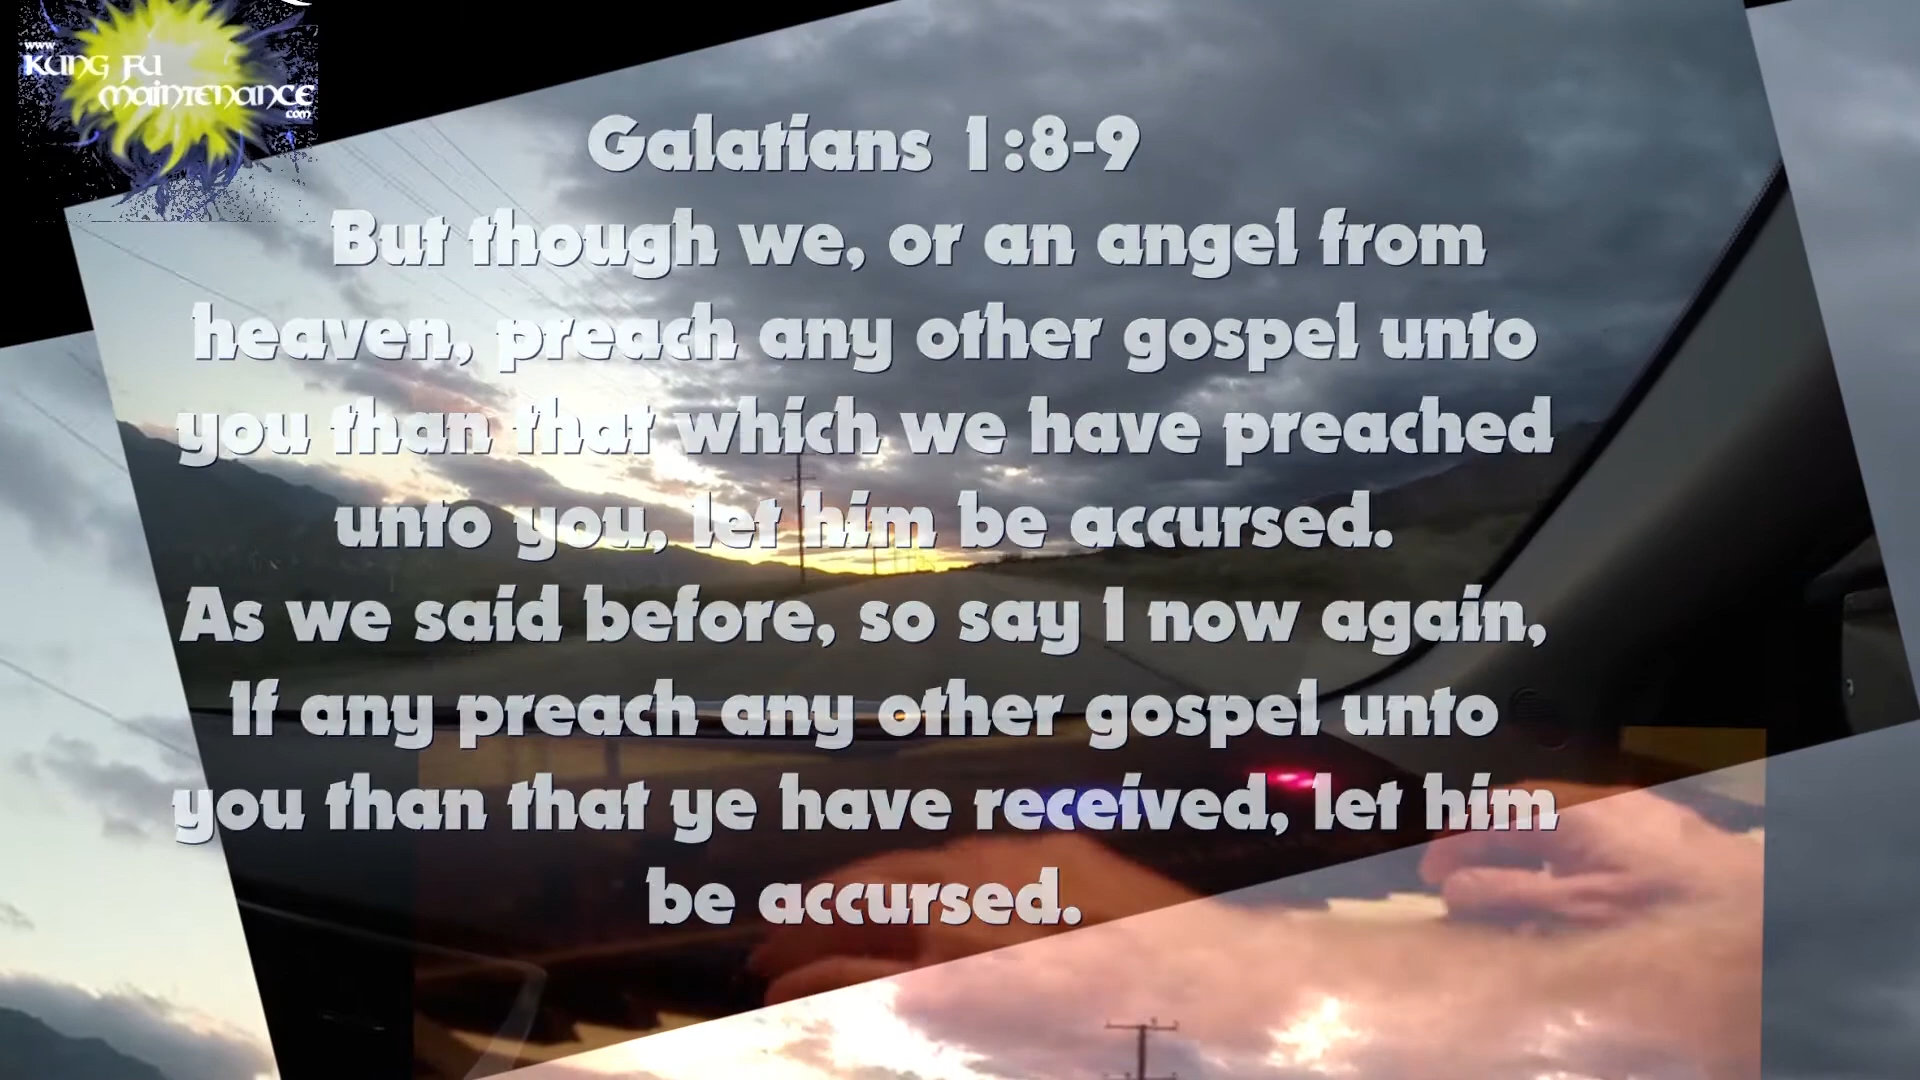 www
Kung Fu
Maintenance
.com
Galatians 1:8-9
But though we, or an angel from
heaven, preach any other gospel unto
you than that which we have preached
unto you, let him be accursed.
As we said before, so say I now again,
If any preach any other gospel unto
you than that ye have received, let him
be accursed.